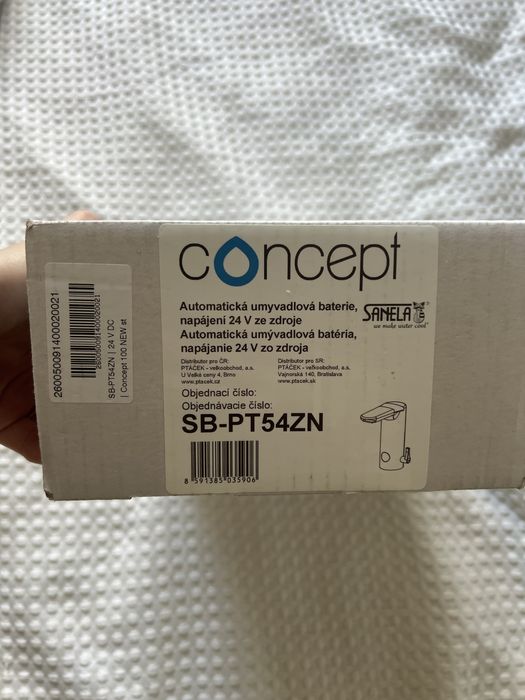 concept
Automatická umyvadlová baterie,
napájení 24 V ze zdroje
Automatická umývadlová batéria,
napájanie 24 V zo zdroja
SANELA®
we make water cool®
Distributor pro ČR:
PTÁČEK - velkoobchod, a.s.
U Velké ceny 4, Brno
www.ptacek.cz
Distributor pre SR:
PTÁČEK - veľkoobchod, a.s.
Vajnorská 140, Bratislava
www.ptacek.sk
Objednací číslo:
Objednávacie číslo:
SB-PT54ZN
8 591385 035906
26005009140002 0021
SB-PT54ZN | 24 V DC
| Concept 100 NEW st